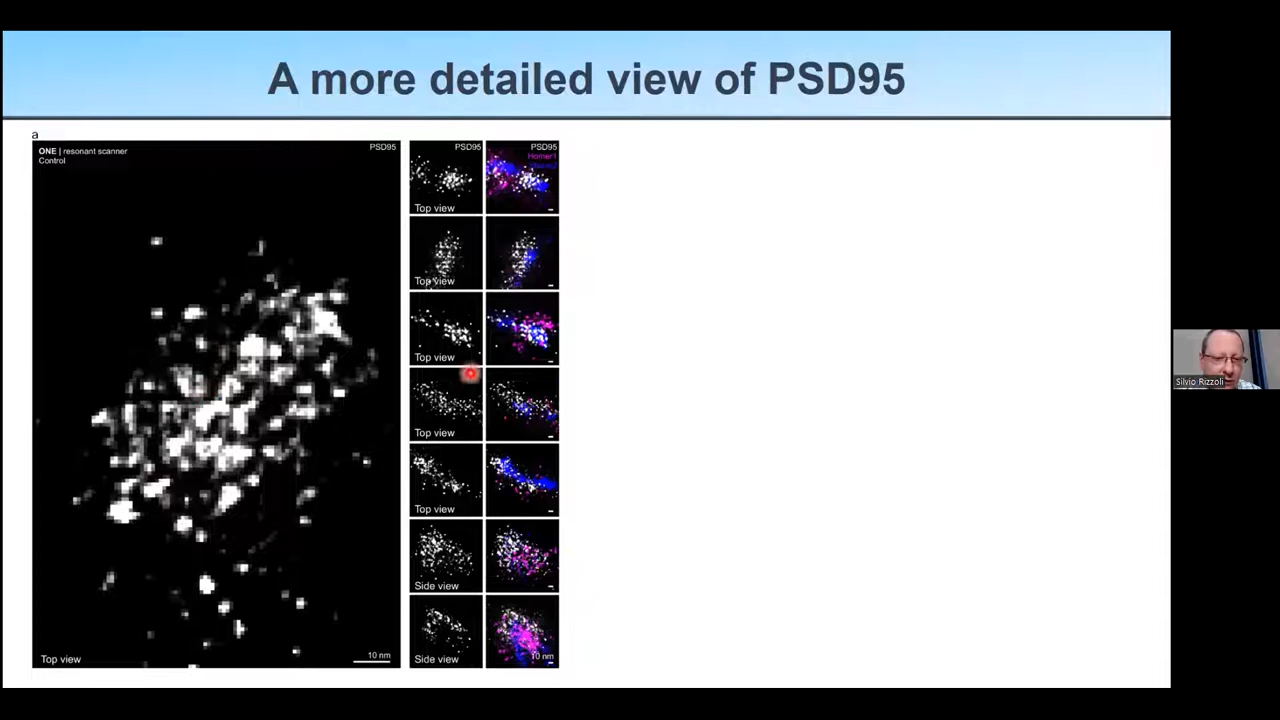 A more detailed view of PSD95
a
ONE | resonant scanner
Control
PSD95
Top view
10 nm
PSD95
Top view
PSD95
Homer1
Top view
Top view
Top view
Top view
Side view
Side view
10 nm
Silvio Rizzoli